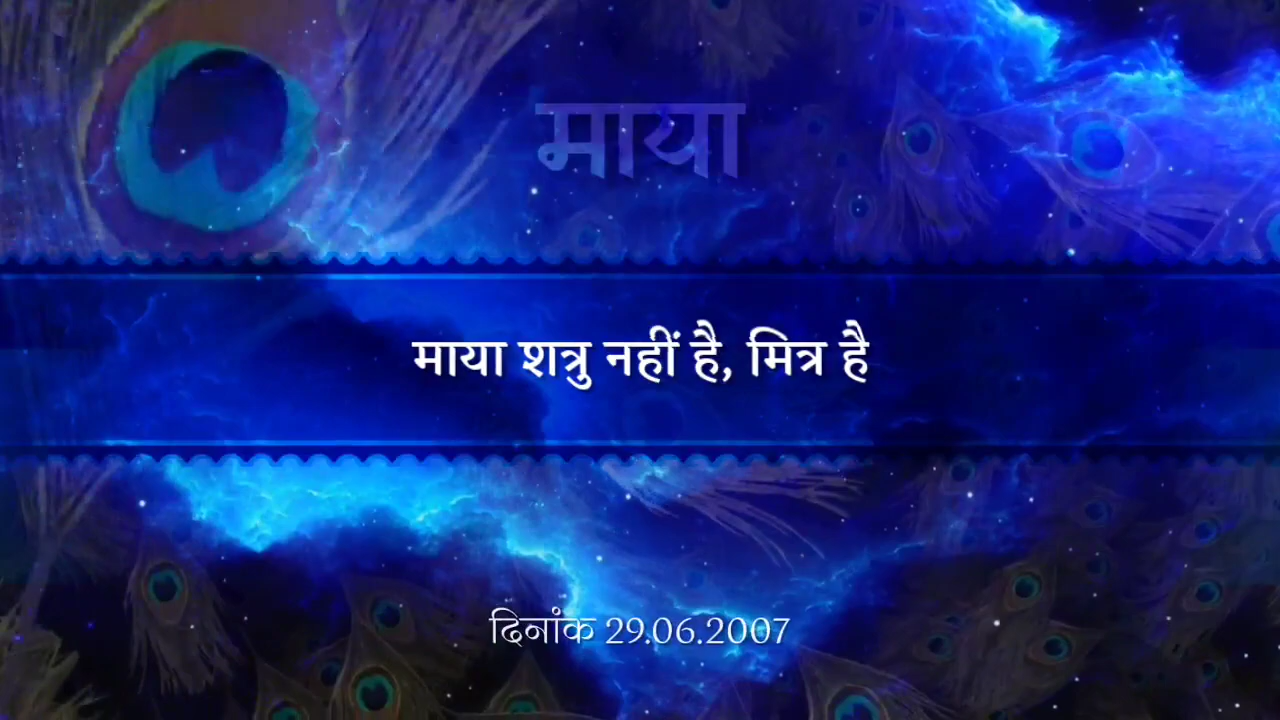 माया
माया शत्रु नहीं है, मित्र है
दिनांक 29.06.2007